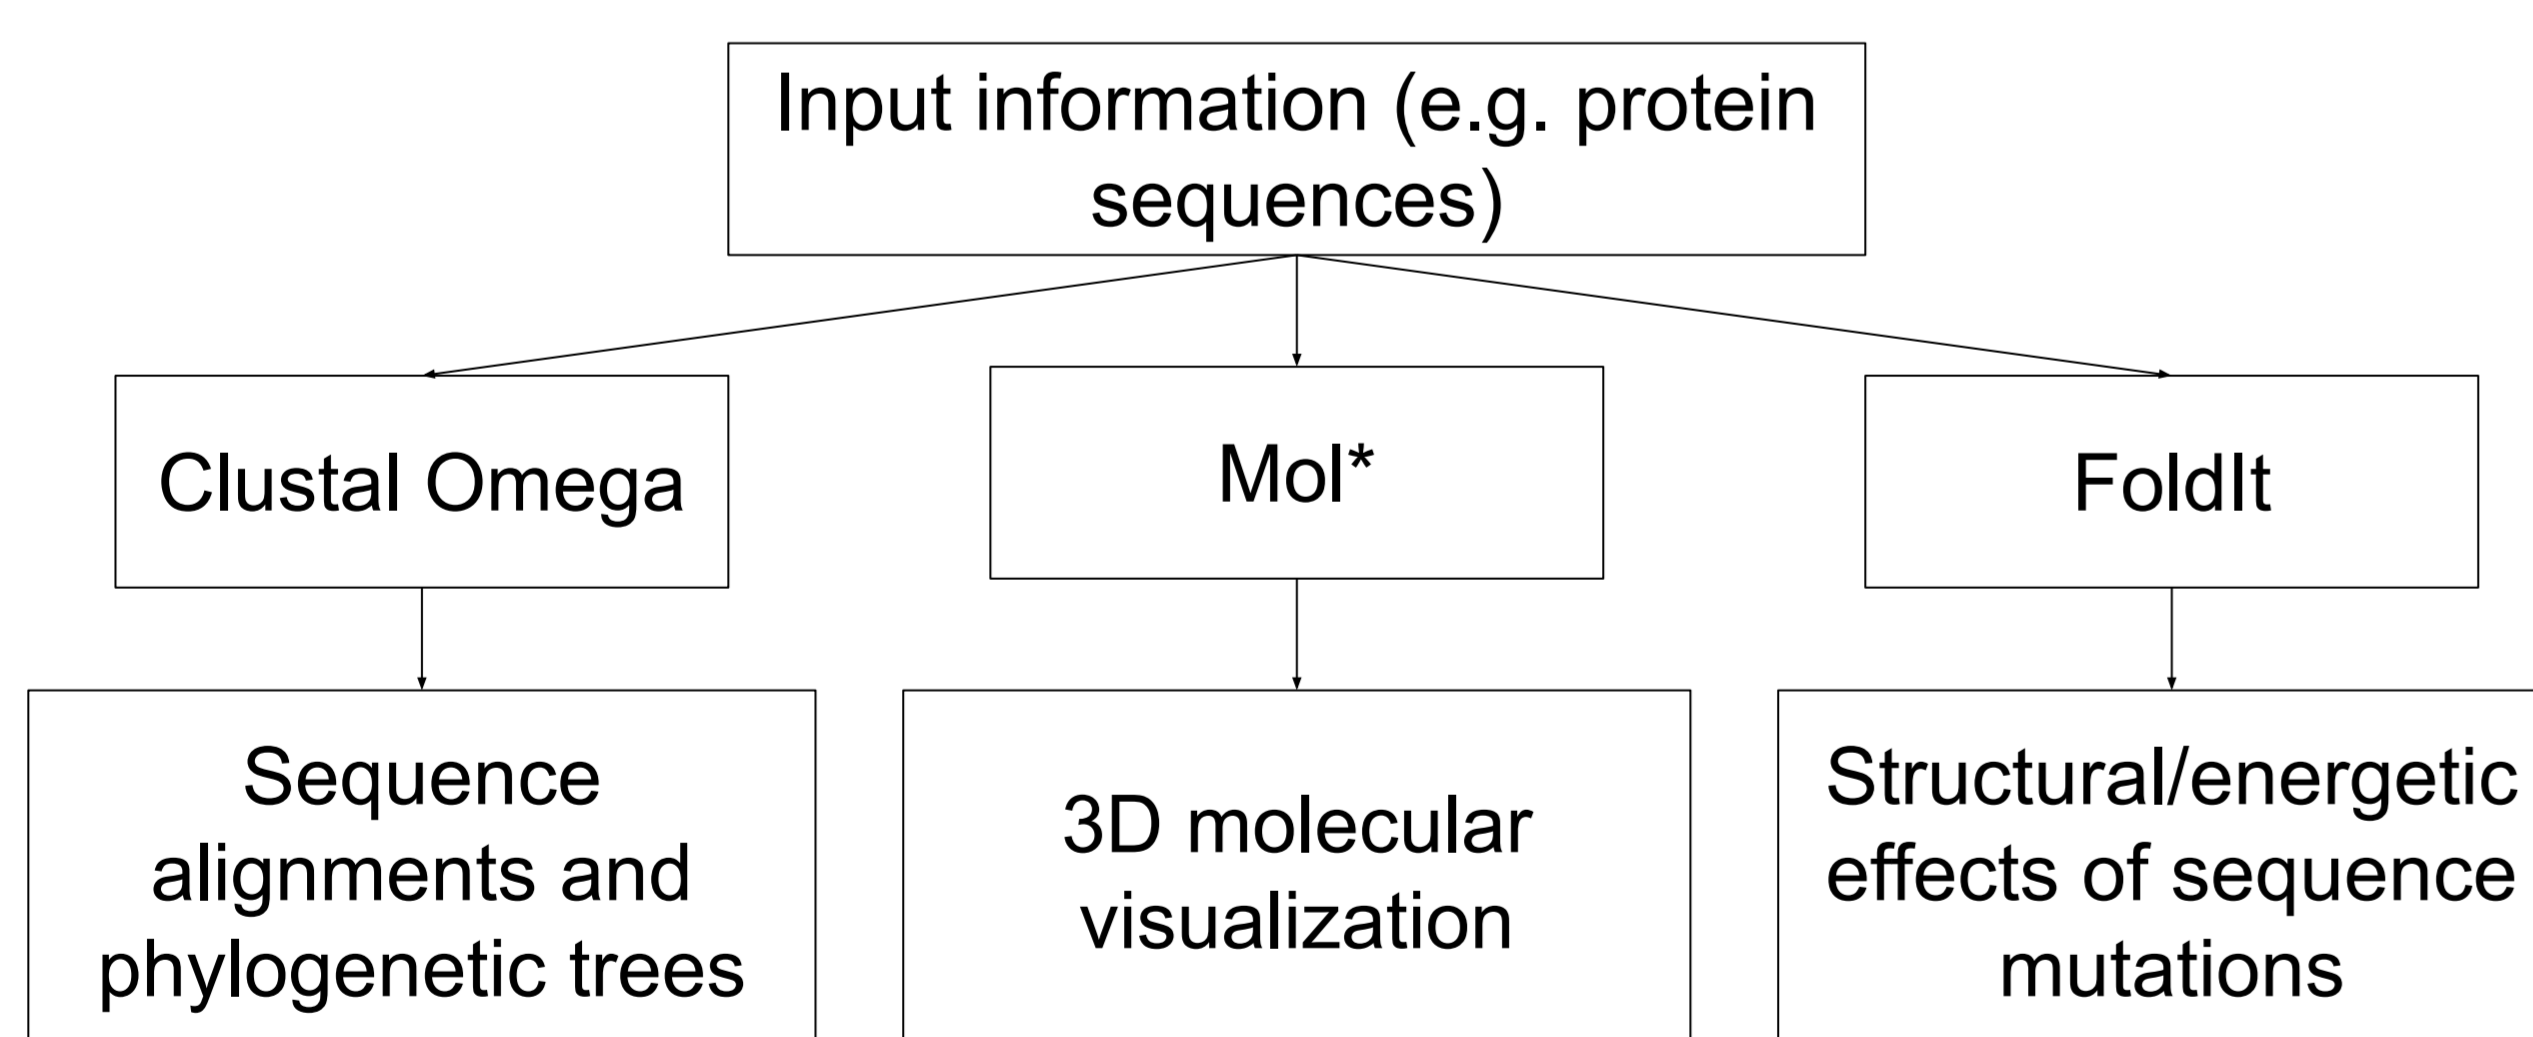 Input information (e.g. protein
sequences)
Clustal Omega
Mol*
FoldIt
Sequence
alignments and
phylogenetic trees
3D molecular
visualization
Structural/energetic
effects of sequence
mutations